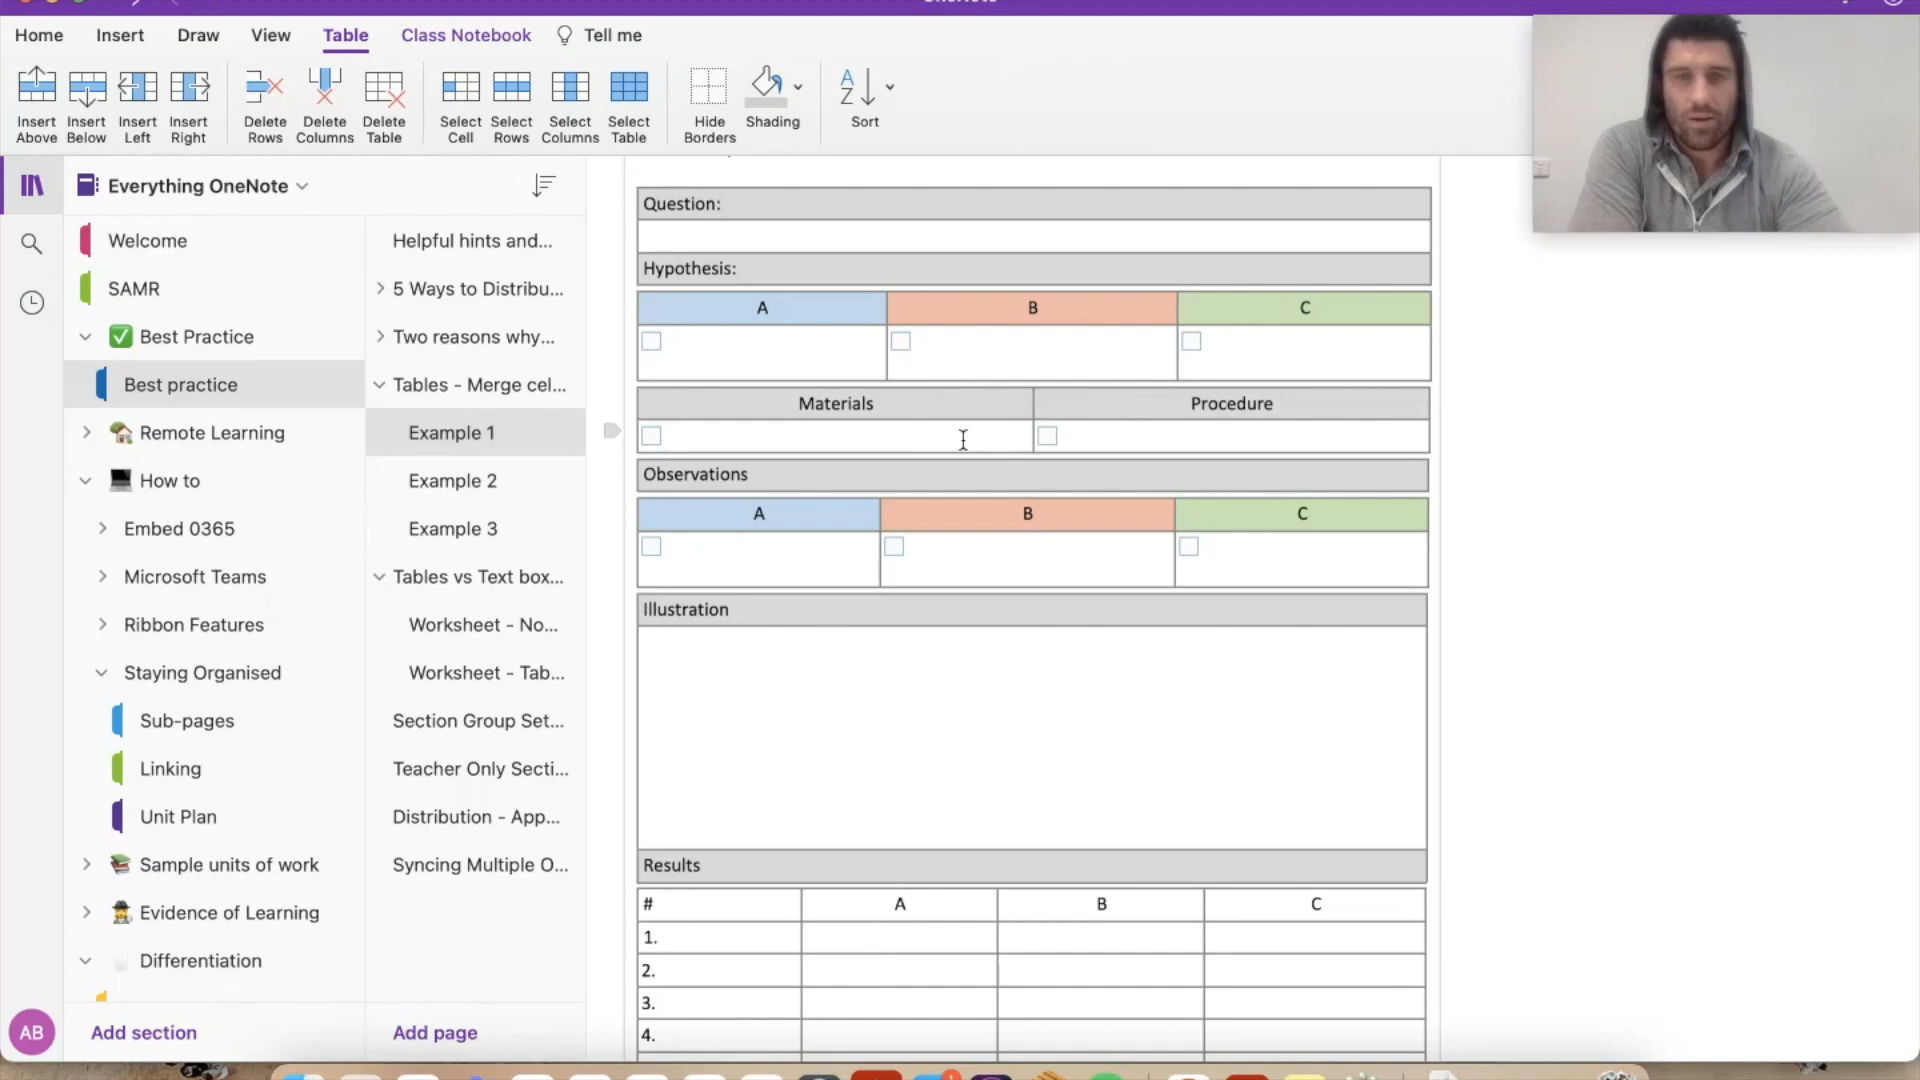 Home Insert Draw View Table Class Notebook Tell me
Insert Above
Insert Below
Insert Left
Insert Right
Delete Rows
Delete Columns
Delete Table
Select Cell
Select Rows
Select Columns
Select Table
Hide Borders
Shading
A Z Sort
Everything OneNote
Welcome
SAMR
Best Practice
Best practice
Remote Learning
How to
Embed 0365
Microsoft Teams
Ribbon Features
Staying Organised
Sub-pages
Linking
Unit Plan
Sample units of work
Evidence of Learning
Differentiation
AB
Add section
Helpful hints and...
5 Ways to Distribu...
Two reasons why...
Tables - Merge cel...
Example 1
Example 2
Example 3
Tables vs Text box...
Worksheet - No...
Worksheet - Tab...
Section Group Set...
Teacher Only Secti...
Distribution - App...
Syncing Multiple O...
Add page
Question:
Hypothesis:
A B C
Materials Procedure
Observations
A B C
Illustration
Results
# A B C
1.
2.
3.
4.